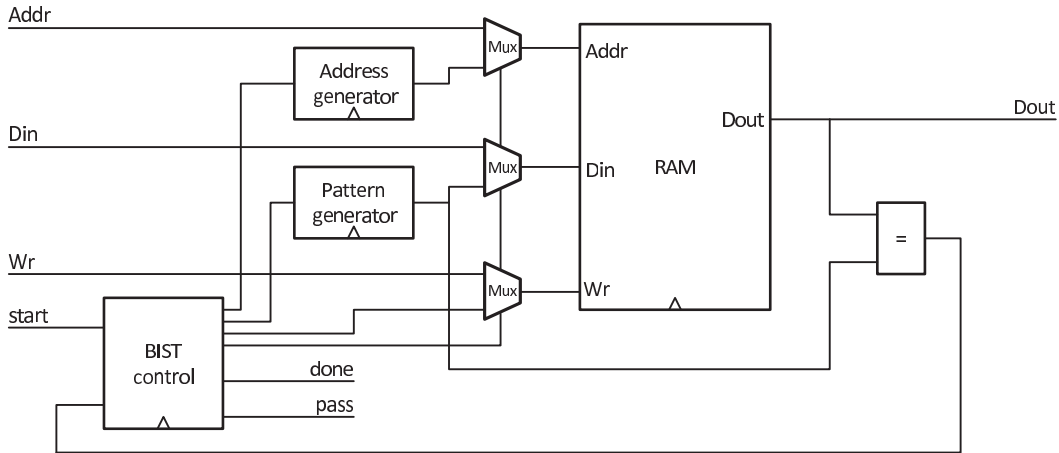 Addr
Mux
Address
generator
Addr
Dout
Dout
Din
Mux
Din
RAM
Pattern
generator
=
Wr
Mux
Wr
start
BIST
control
done
pass